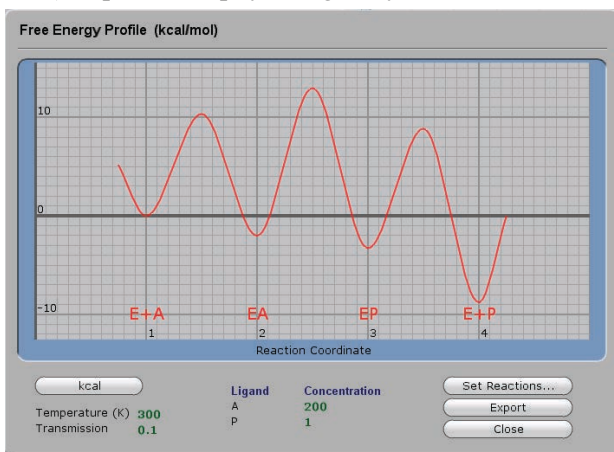 Free Energy Profile (kcal/mol)
10
0
-10
E+A EA EP E+P
1 2 3 4
Reaction Coordinate
kcal
Temperature (K) 300
Transmission 0.1
Ligand Concentration
A 200
P 1
Set Reactions...
Export
Close